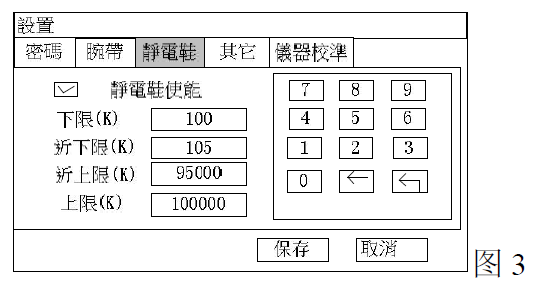 設置
密碼 腕帶 靜電鞋 其它 儀器校準
靜電鞋使能
下限(K) 100
近下限(K) 105
近上限(K) 95000
上限(K) 100000
7 8 9
4 5 6
1 2 3
0 ← ↰
保存 取消
图 3